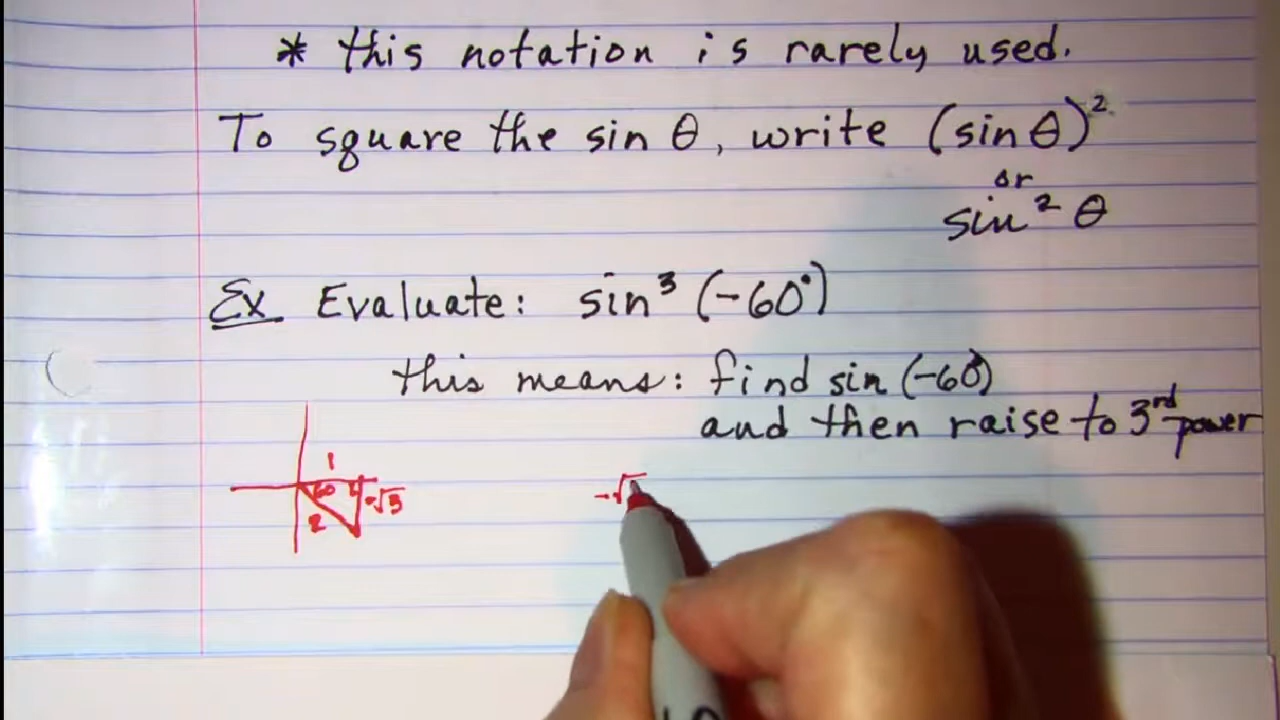 * this notation is rarely used.
To square the sin θ, write (sin θ)²
or
sin² θ
Ex Evaluate: sin³ (-60°)
this means: find sin (-60°)
and then raise to 3rd power
1
60
-√3
2
-√